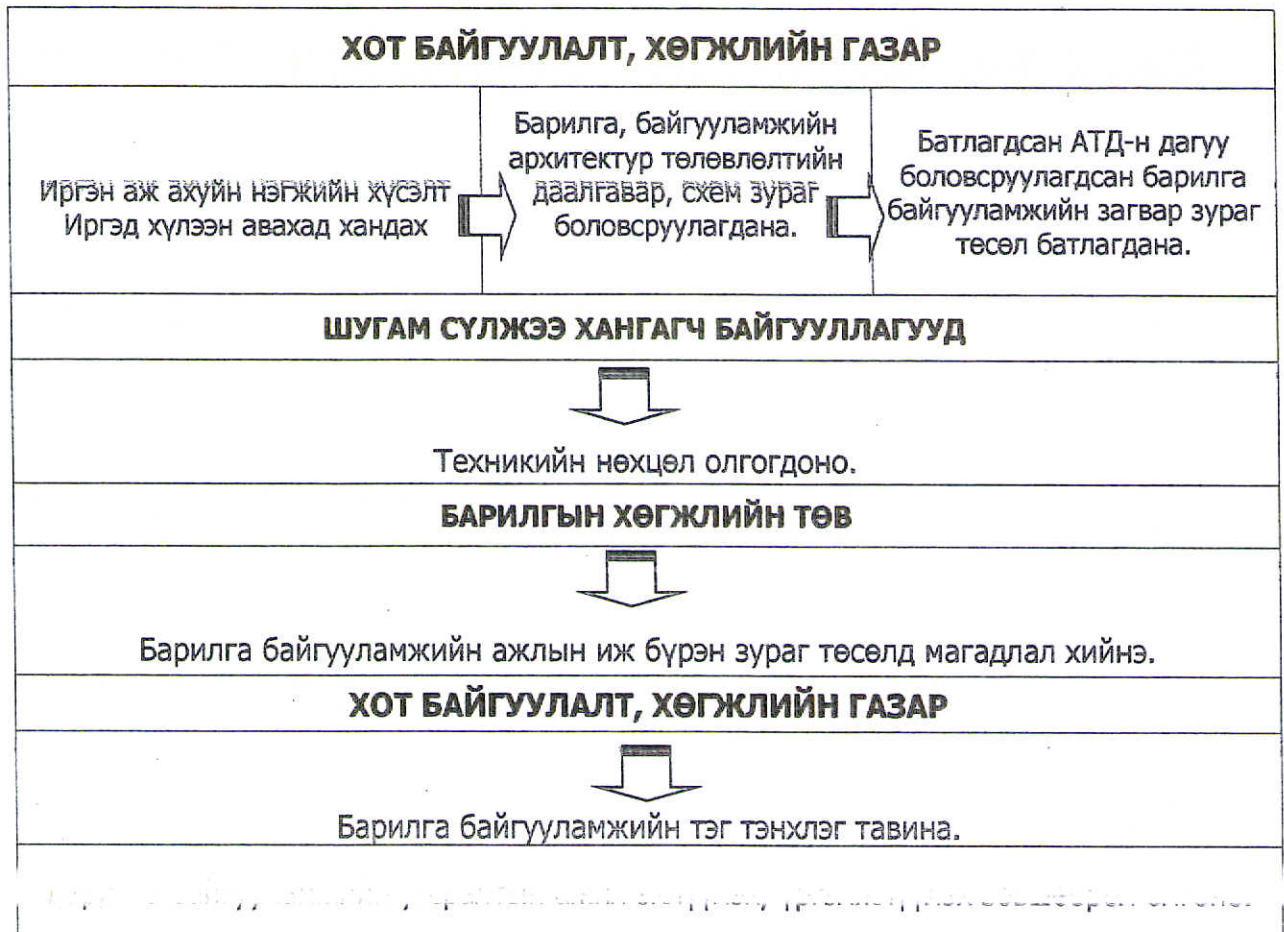 ХОТ БАЙГУУЛАЛТ, ХӨГЖЛИЙН ГАЗАР
Иргэн аж ахуйн нэгжийн хүсэлт
Иргэд хүлээн авахад хандах
Барилга, байгууламжийн
архитектур төлөвлөлтийн
даалгавар, схем зураг
боловсруулагдана.
Батлагдсан АТД-н дагуу
боловсруулагдсан барилга
байгууламжийн загвар зураг
төсөл батлагдана.
ШУГАМ СҮЛЖЭЭ ХАНГАГЧ БАЙГУУЛЛАГУУД
Техникийн нөхцөл олгогдоно.
БАРИЛГЫН ХӨГЖЛИЙН ТӨВ
Барилга байгууламжийн ажлын иж бүрэн зураг төсөлд магадлал хийнэ.
ХОТ БАЙГУУЛАЛТ, ХӨГЖЛИЙН ГАЗАР
Барилга байгууламжийн тэг тэнхлэг тавина.